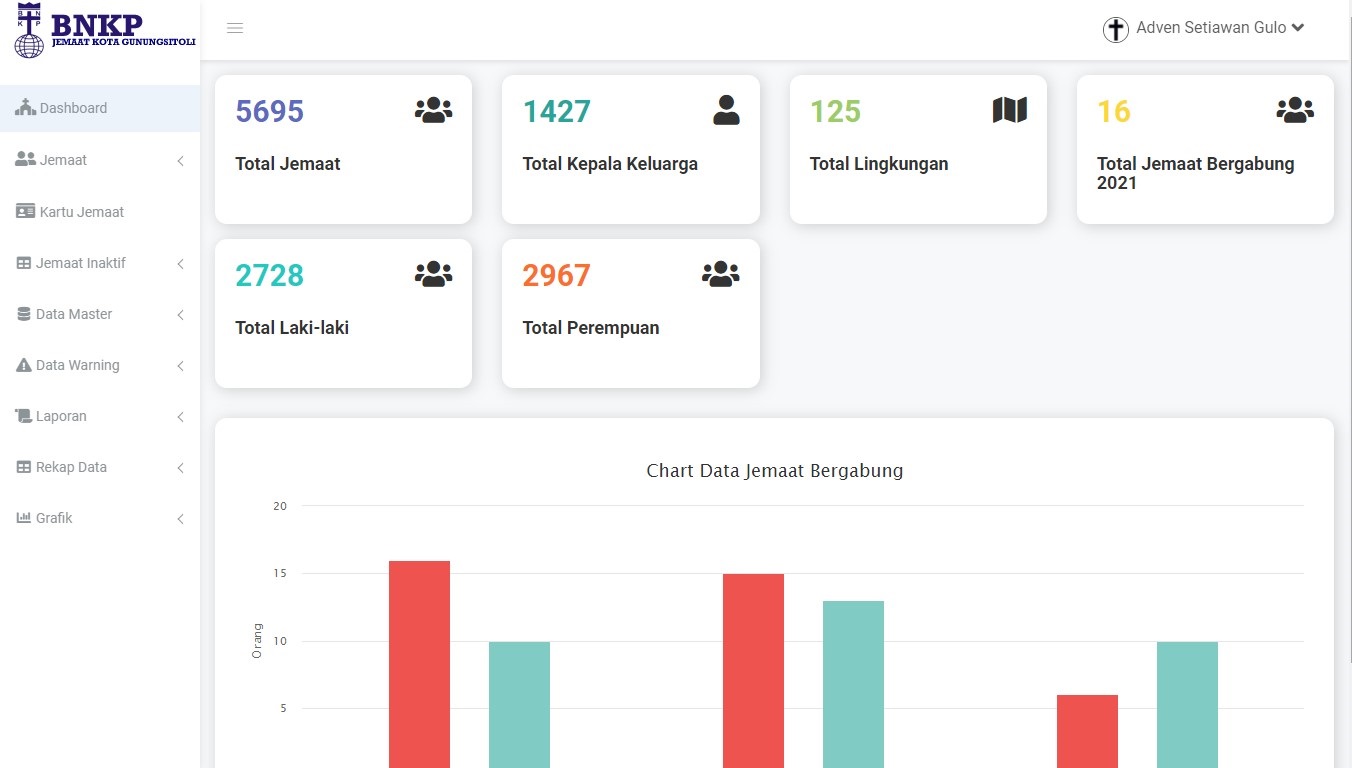 BNKP
BNKP
JEMAAT KOTA GUNUNGSITOLI
Adven Setiawan Gulo
Dashboard
Jemaat
Kartu Jemaat
Jemaat Inaktif
Data Master
Data Warning
Laporan
Rekap Data
Grafik
5695
Total Jemaat
1427
Total Kepala Keluarga
125
Total Lingkungan
16
Total Jemaat Bergabung
2021
2728
Total Laki-laki
2967
Total Perempuan
Chart Data Jemaat Bergabung
20
15
10
5
Orang